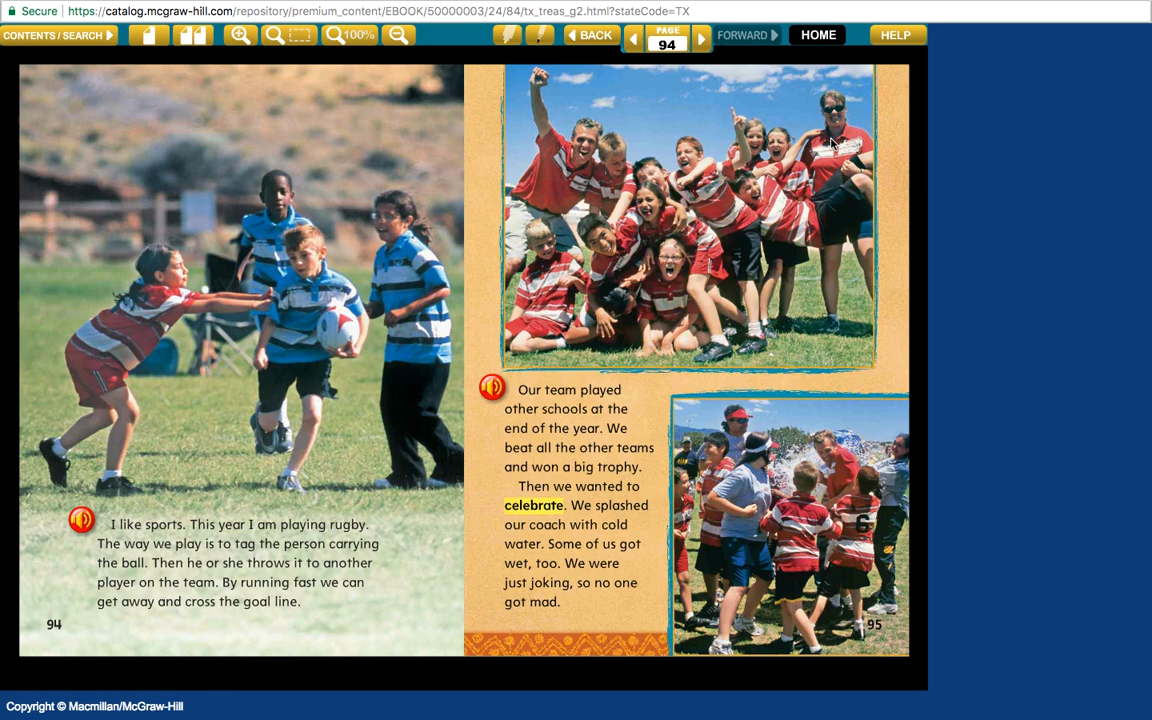 Secure
https://catalog.mcgraw-hill.com/repository/premium_content/EBOOK/50000003/24/84/tx_treas_g2.html?stateCode=TX
CONTENTS / SEARCH
100%
BACK
PAGE
94
FORWARD
HOME
HELP
I like sports. This year I am playing rugby.
The way we play is to tag the person carrying
the ball. Then he or she throws it to another
player on the team. By running fast we can
get away and cross the goal line.
94
Our team played
other schools at the
end of the year. We
beat all the other teams
and won a big trophy.
Then we wanted to
celebrate. We splashed
our coach with cold
water. Some of us got
wet, too. We were
just joking, so no one
got mad.
6
95
Copyright © Macmillan/McGraw-Hill